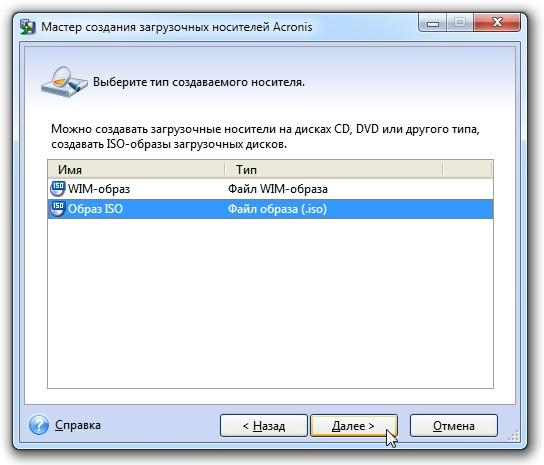 Мастер создания загрузочных носителей Acronis
Выберите тип создаваемого носителя.
Можно создавать загрузочные носители на дисках CD, DVD или другого типа,
создавать ISO-образы загрузочных дисков.
Имя Тип
ISO WIM-образ Файл WIM-образа
ISO Образ ISO Файл образа (.iso)
? Справка < Назад Далее > Отмена